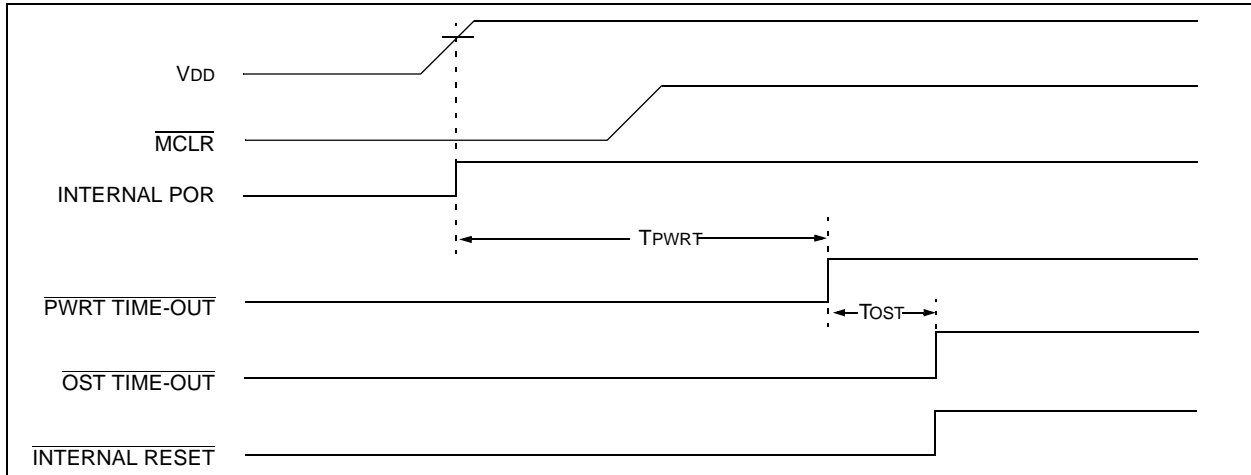 VDD
MCLR
INTERNAL POR
TPWRT
PWRT TIME-OUT
TOST
OST TIME-OUT
INTERNAL RESET